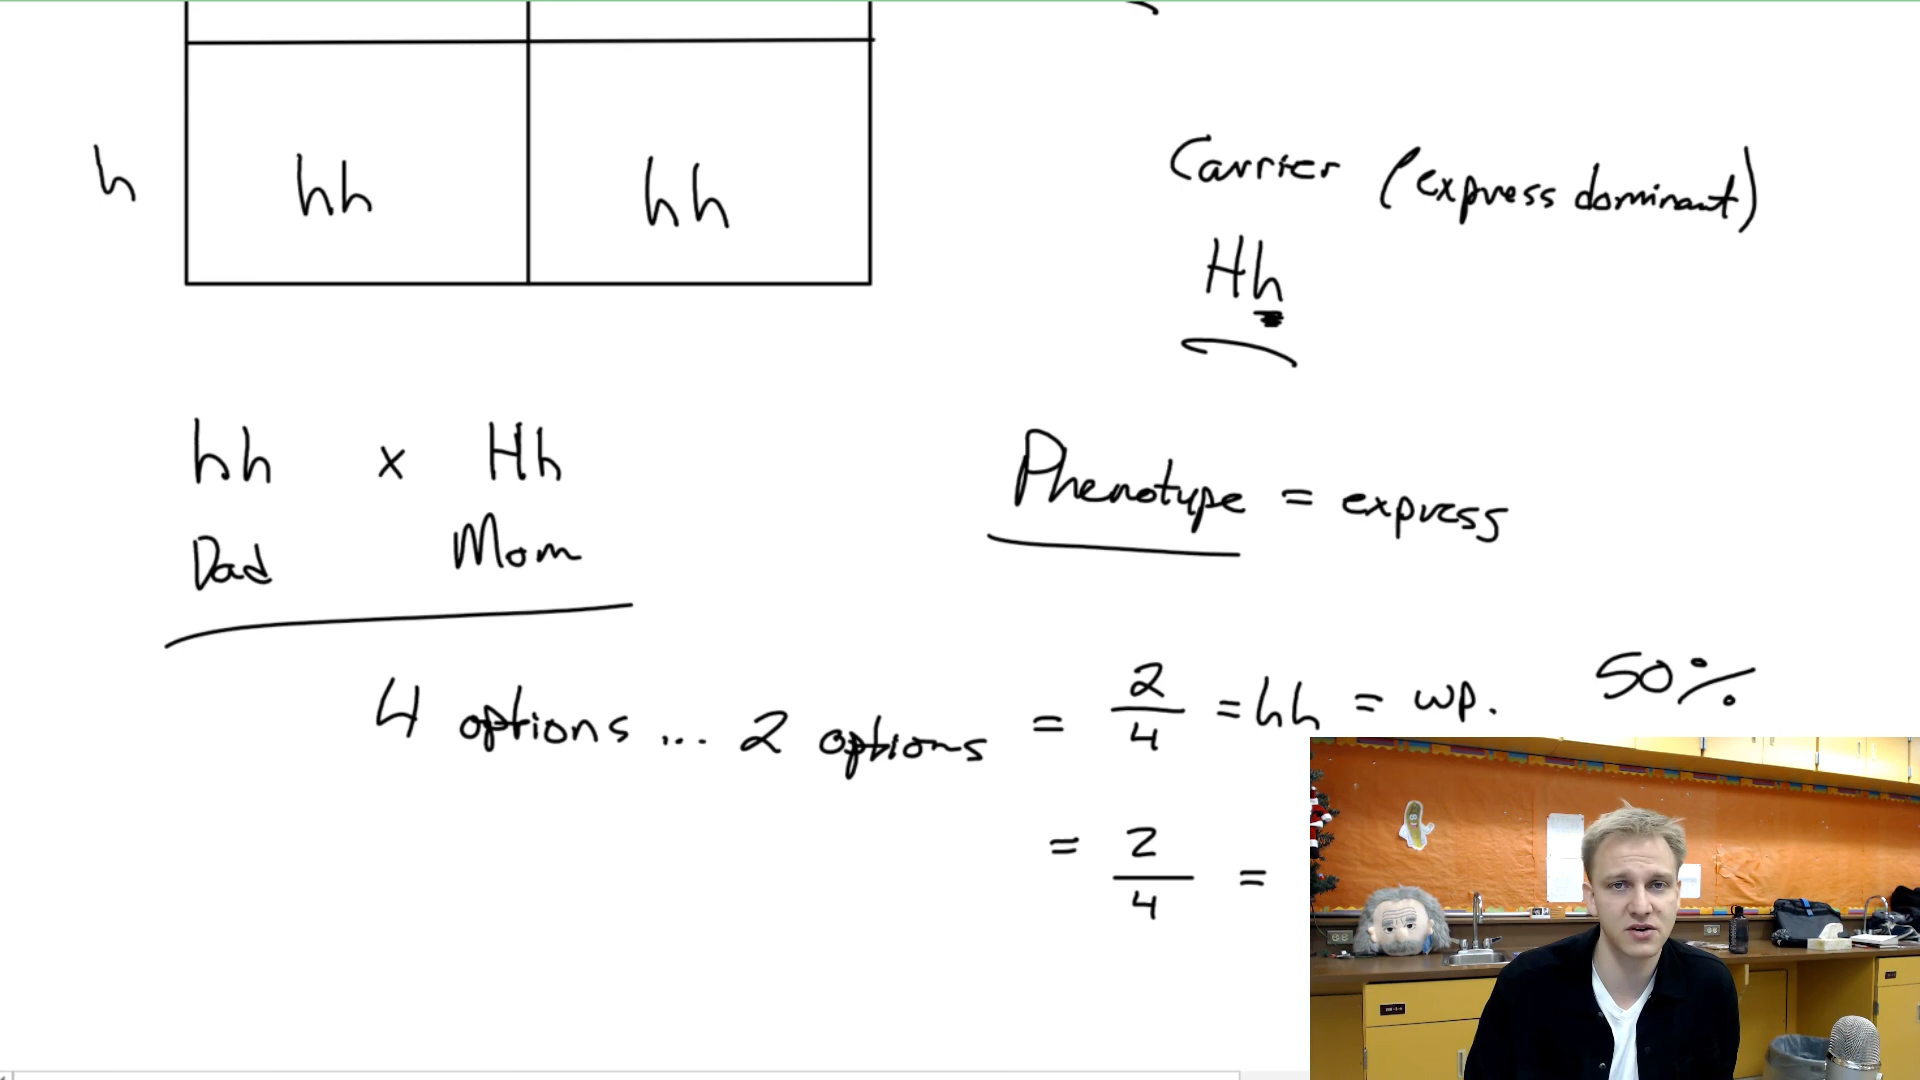 h hh hh
Carrier (express dominant)
Hh
hh x Hh
Dad Mom
Phenotype = express
4 options ... 2 options = 2/4 = hh = wp. 50%
= 2/4 =